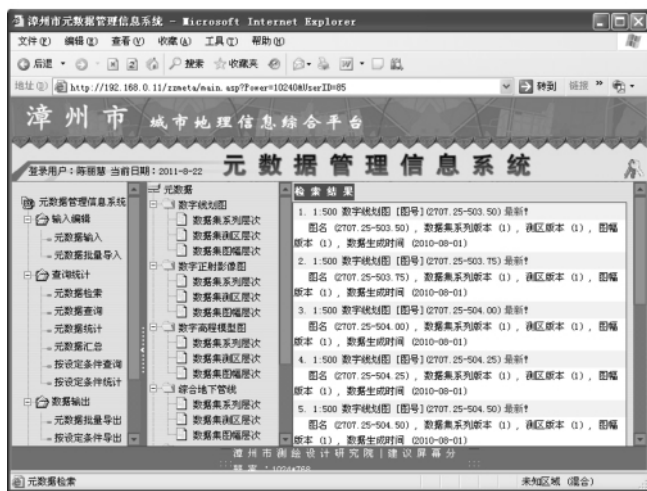 漳州市元数据管理信息系统 - Microsoft Internet Explorer
文件(F) 编辑(E) 查看(V) 收藏(A) 工具(T) 帮助(H)
后退 搜索 收藏夹
地址(D) http://192.168.0.11/zzmeta/main.asp?Power=10240&UserID=85 转到 链接 »
漳州市 城市地理信息综合平台
登录用户:陈丽慧 当前日期:2011-8-22 元数据管理信息系统
元数据管理信息系统
输入编辑
元数据输入
元数据批量导入
查询统计
元数据检索
元数据查询
元数据统计
元数据汇总
按设定条件查询
按设定条件统计
数据输出
元数据批量导出
按设定条件导出
元数据
数字线划图
数据集系列层次
数据集测区层次
数据集图幅层次
数字正射影像图
数据集系列层次
数据集测区层次
数据集图幅层次
数字高程模型图
数据集系列层次
数据集测区层次
数据集图幅层次
综合地下管线
数据集系列层次
数据集测区层次
数据集图幅层次
检索结果
1. 1:500 数字线划图 [图号](2707.25-503.50) 最新!
图名 (2707.25-503.50) , 数据集系列版本 (1) , 测区版本 (1) , 图幅
版本 (1) , 数据生成时间 (2010-08-01)
2. 1:500 数字线划图 [图号](2707.25-503.75) 最新!
图名 (2707.25-503.75) , 数据集系列版本 (1) , 测区版本 (1) , 图幅
版本 (1) , 数据生成时间 (2010-08-01)
3. 1:500 数字线划图 [图号](2707.25-504.00) 最新!
图名 (2707.25-504.00) , 数据集系列版本 (1) , 测区版本 (1) , 图幅
版本 (1) , 数据生成时间 (2010-08-01)
4. 1:500 数字线划图 [图号](2707.25-504.25) 最新!
图名 (2707.25-504.25) , 数据集系列版本 (1) , 测区版本 (1) , 图幅
版本 (1) , 数据生成时间 (2010-08-01)
5. 1:500 数字线划图 [图号](2707.25-504.50) 最新!
图名 (2707.25-504.50) , 数据集系列版本 (1) , 测区版本 (1) , 图幅
版本 (1) , 数据生成时间 (2010-08-01)
漳州市测绘设计研究院 | 建议屏幕分
辨率:1024*768
元数据检索 未知区域 (混合)